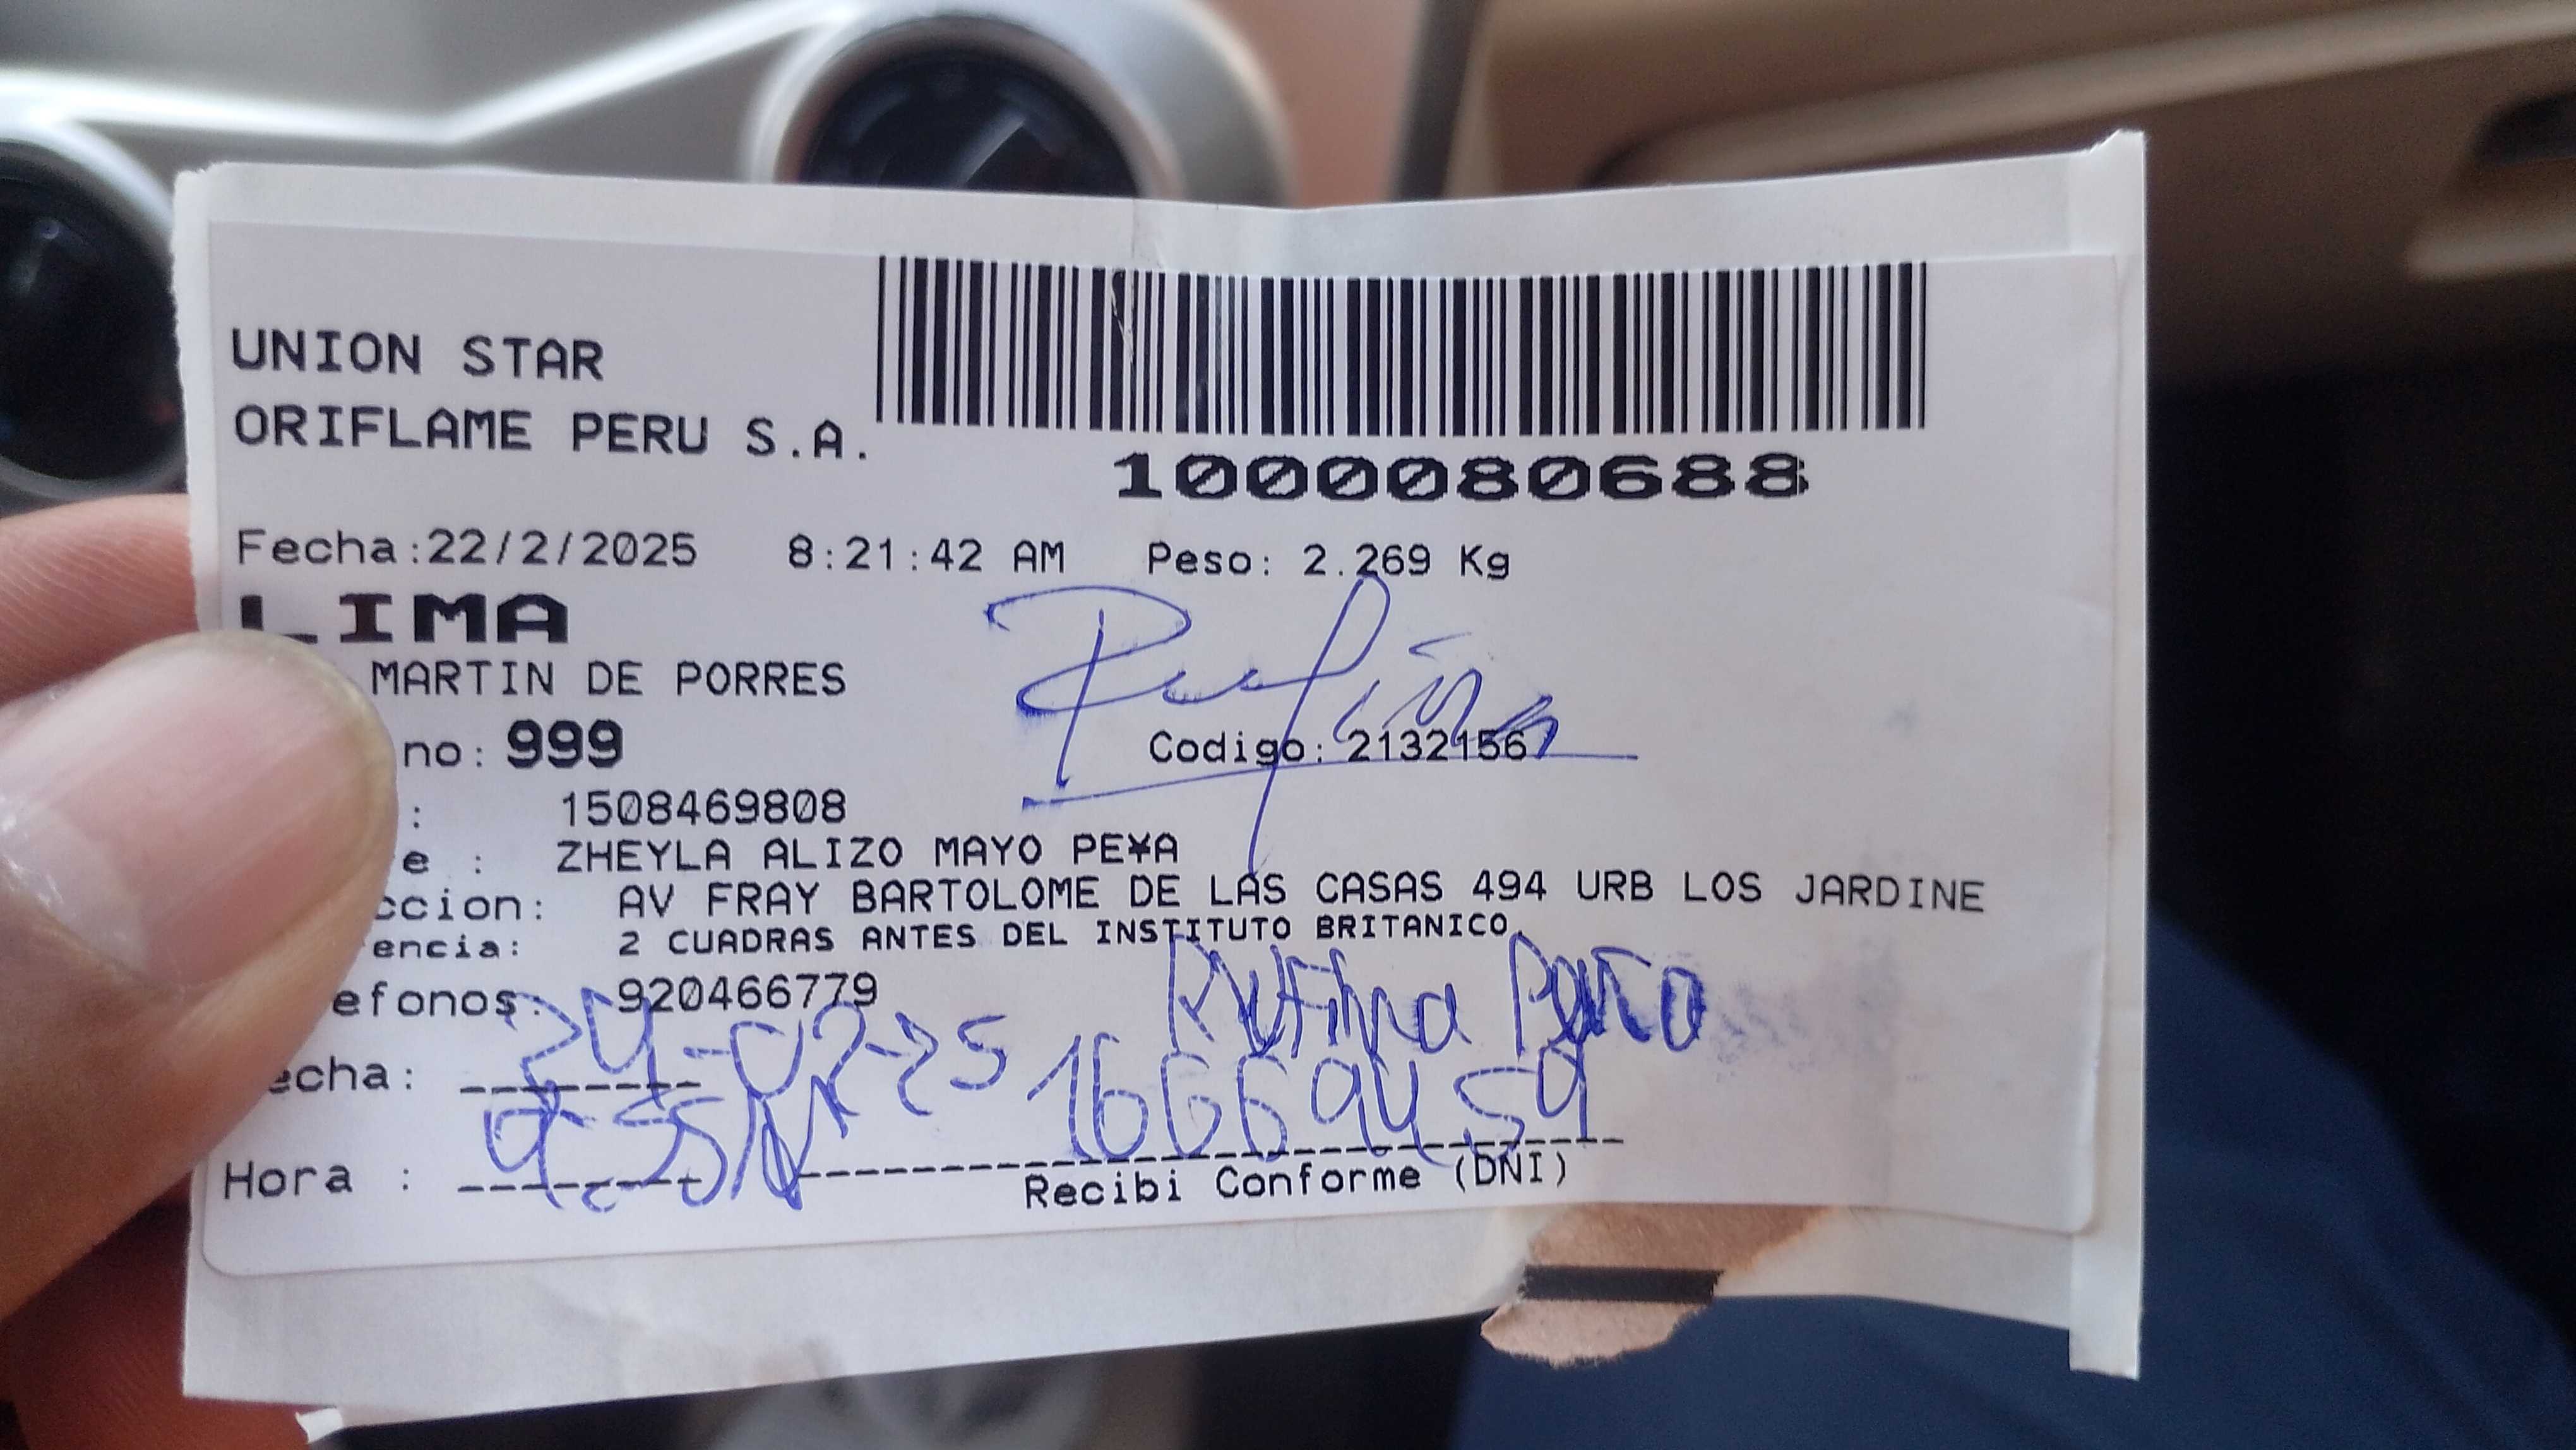 UNION STAR
ORIFLAME PERU S.A.
1000080688
Fecha:22/2/2025 8:21:42 AM Peso: 2.269 Kg
LIMA
MARTIN DE PORRES
no: 999 Codigo: 2132156
: 1508469808
e : ZHEYLA ALIZO MAYO PE¥A
ccion: AV FRAY BARTOLOME DE LAS CASAS 494 URB LOS JARDINE
encia: 2 CUADRAS ANTES DEL INSTITUTO BRITANICO.
efonos: 920466779
Rufina
echa: 24-02-25 16669459
Hora :
Recibi Conforme (DNI)